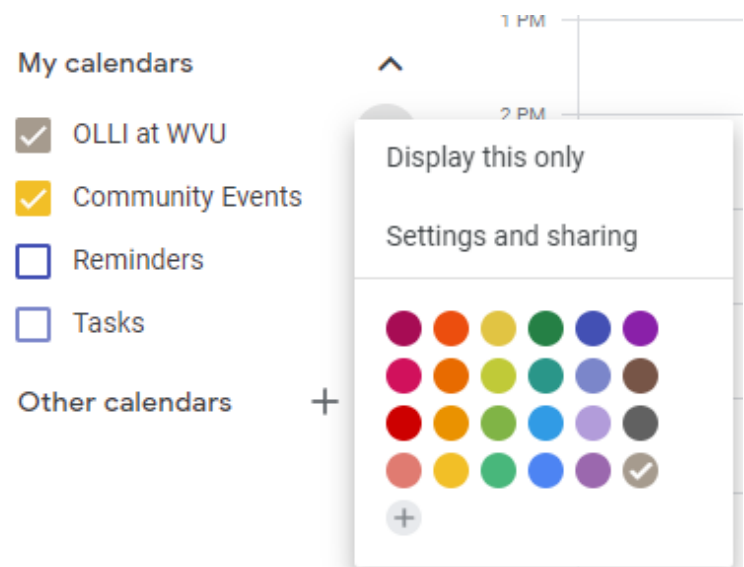 1 PM
My calendars
2 PM
OLLI at WVU
Display this only
Community Events
Settings and sharing
Reminders
Tasks
Other calendars +
+